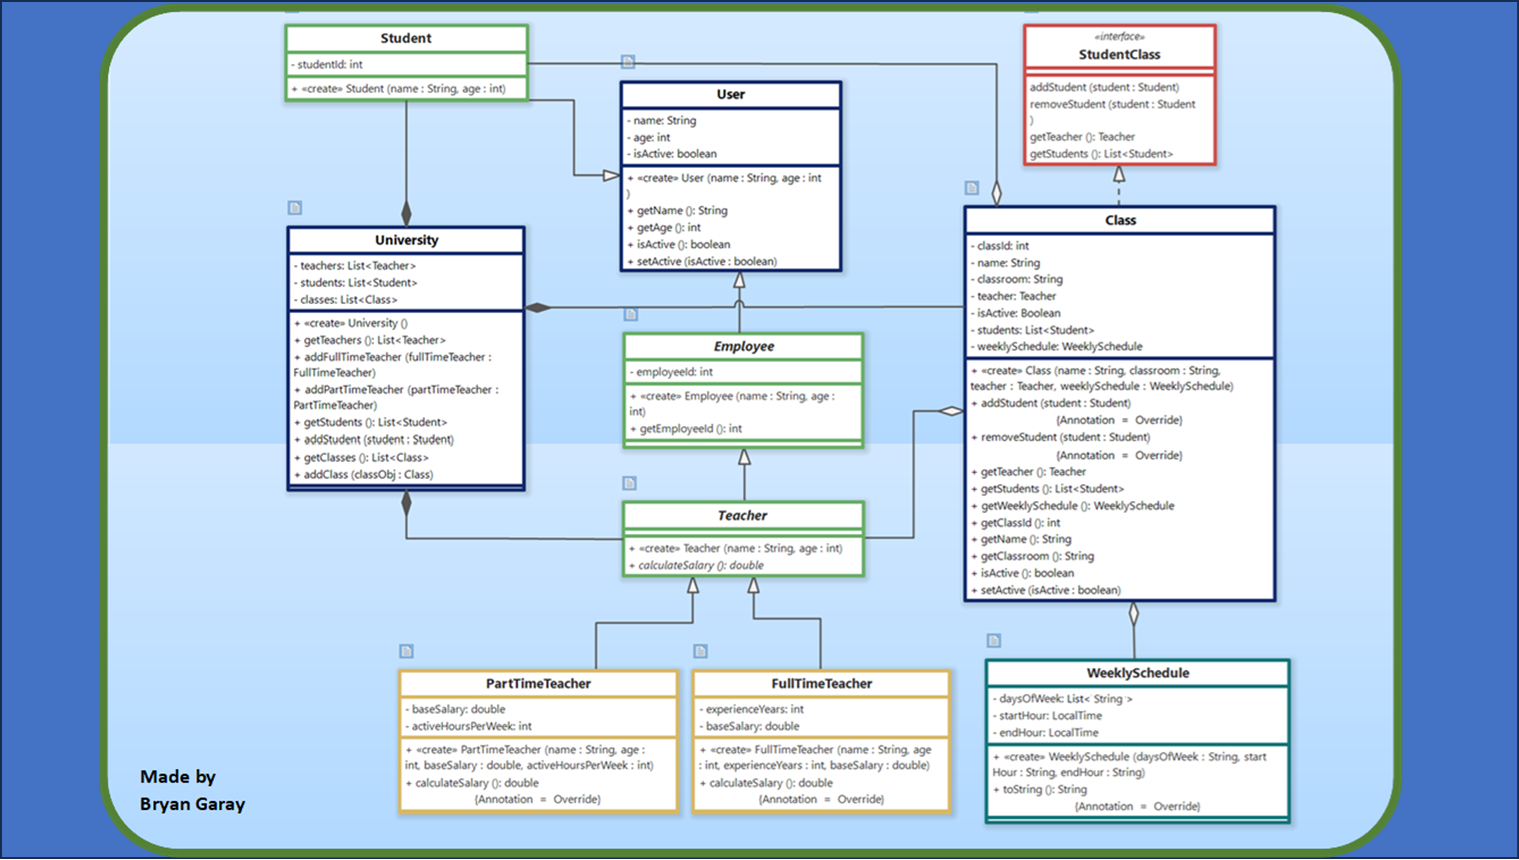 Student
- studentId: int
+ «create» Student (name : String, age : int)
User
- name: String
- age: int
- isActive: boolean
+ «create» User (name : String, age : int
)
+ getName (): String
+ getAge (): int
+ isActive (): boolean
+ setActive (isActive : boolean)
«interface»
StudentClass
addStudent (student : Student)
removeStudent (student : Student
)
getTeacher (): Teacher
getStudents (): List<Student>
University
- teachers: List<Teacher>
- students: List<Student>
- classes: List<Class>
+ «create» University ()
+ getTeachers (): List<Teacher>
+ addFullTimeTeacher (fullTimeTeacher :
FullTimeTeacher)
+ addPartTimeTeacher (partTimeTeacher :
PartTimeTeacher)
+ getStudents (): List<Student>
+ addStudent (student : Student)
+ getClasses (): List<Class>
+ addClass (classObj : Class)
Employee
- employeeId: int
+ «create» Employee (name : String, age :
int)
+ getEmployeeId (): int
Class
- classId: int
- name: String
- classroom: String
- teacher: Teacher
- isActive: Boolean
- students: List<Student>
- weeklySchedule: WeeklySchedule
+ «create» Class (name : String, classroom : String,
teacher : Teacher, weeklySchedule : WeeklySchedule)
+ addStudent (student : Student)
{Annotation = Override}
+ removeStudent (student : Student)
{Annotation = Override}
+ getTeacher (): Teacher
+ getStudents (): List<Student>
+ getWeeklySchedule (): WeeklySchedule
+ getClassId (): int
+ getName (): String
+ getClassroom (): String
+ isActive (): boolean
+ setActive (isActive : boolean)
Teacher
+ «create» Teacher (name : String, age : int)
+ calculateSalary (): double
PartTimeTeacher
- baseSalary: double
- activeHoursPerWeek: int
+ «create» PartTimeTeacher (name : String, age :
int, baseSalary : double, activeHoursPerWeek : int)
+ calculateSalary (): double
{Annotation = Override}
FullTimeTeacher
- experienceYears: int
- baseSalary: double
+ «create» FullTimeTeacher (name : String, age
: int, experienceYears : int, baseSalary : double)
+ calculateSalary (): double
{Annotation = Override}
WeeklySchedule
- daysOfWeek: List< String >
- startHour: LocalTime
- endHour: LocalTime
+ «create» WeeklySchedule (daysOfWeek : String, start
Hour : String, endHour : String)
+ toString (): String
{Annotation = Override}
Made by
Bryan Garay